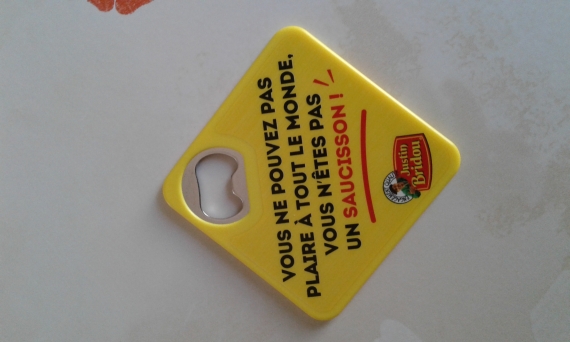 VOUS NE POUVEZ PAS
PLAIRE À TOUT LE MONDE,
VOUS N'ÊTES PAS
UN SAUCISSON !
Justin
Bridou